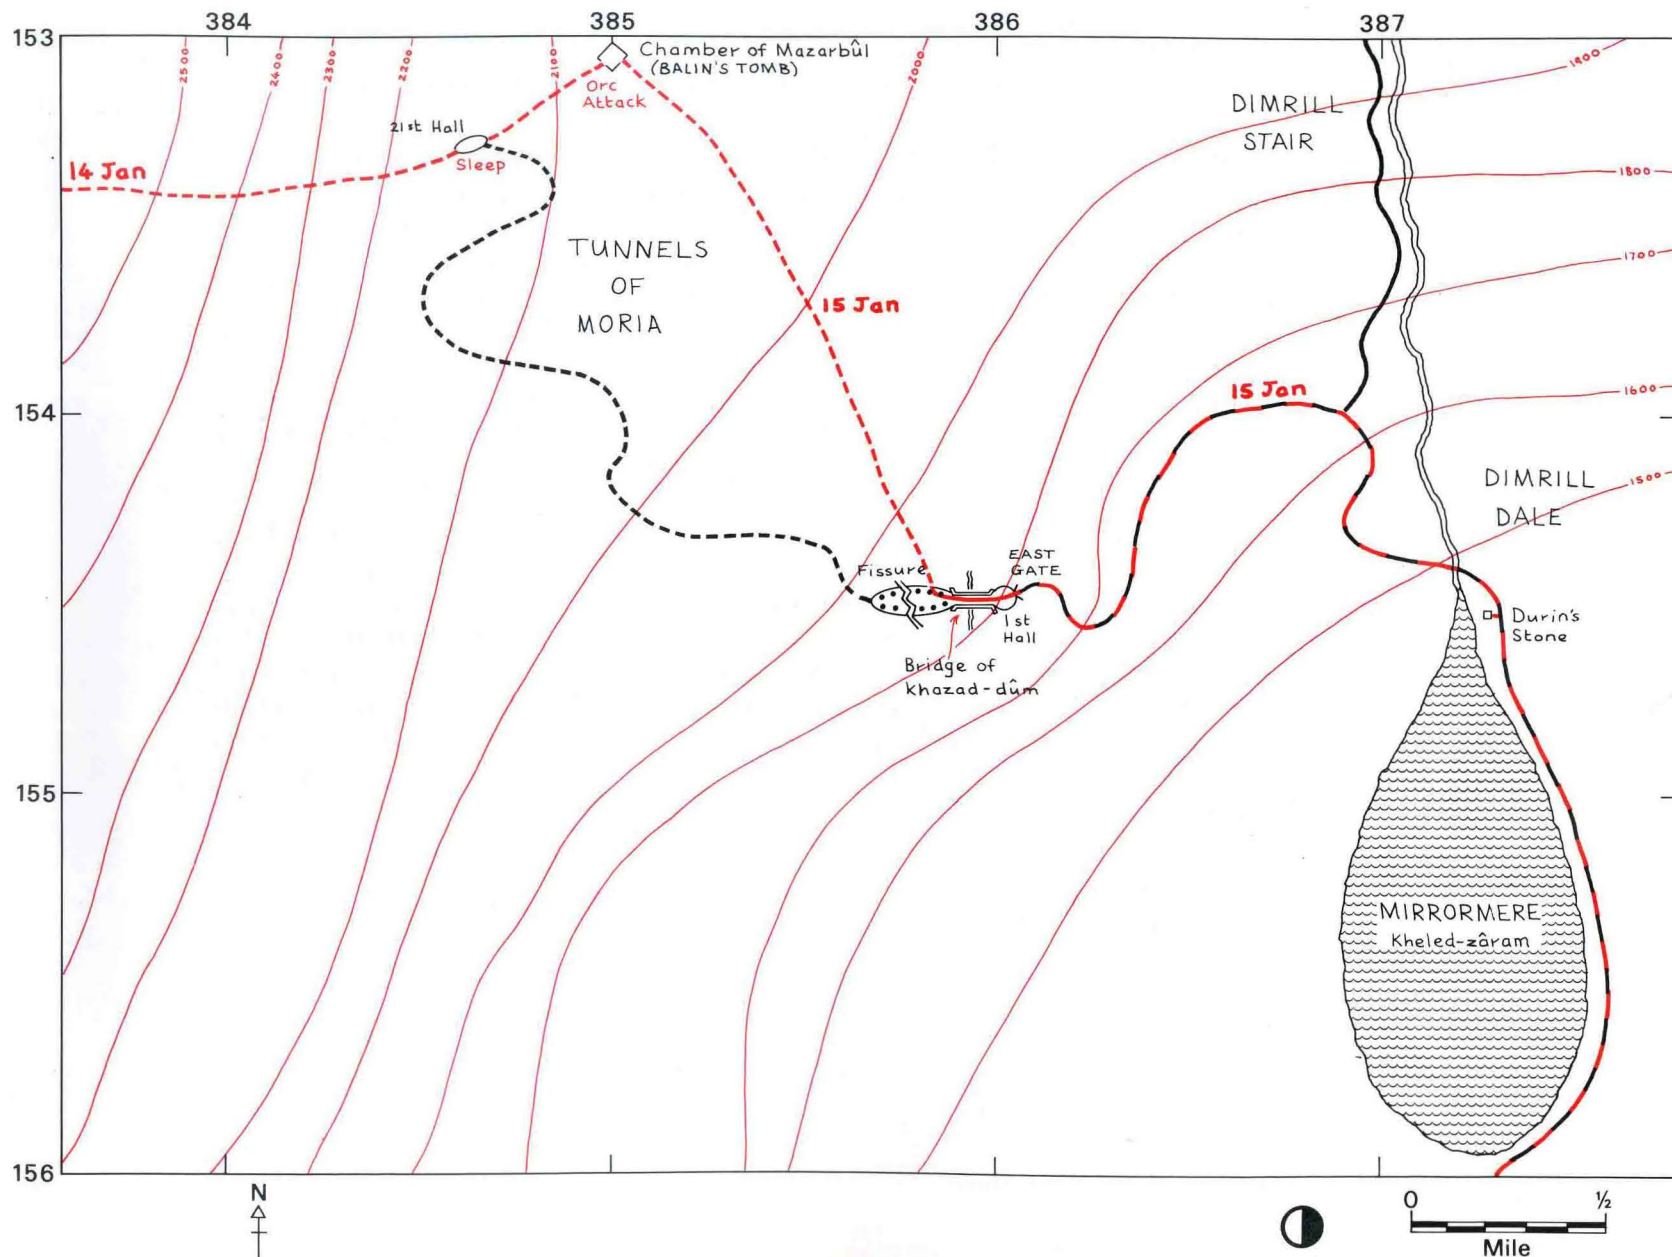 384
385
386
387
153
2500
2400
2300
2200
2100
2000
1900
Chamber of Mazarbûl
(BALIN'S TOMB)
Orc
Attack
DIMRILL
STAIR
21st Hall
Sleep
14 Jan
1800
TUNNELS
OF
MORIA
1700
15 Jan
1600
15 Jan
154
DIMRILL
DALE
1500
Fissure
EAST
GATE
1st
Hall
Durin's
Stone
Bridge of
Khazad-dûm
155
MIRRORMERE
Kheled-zâram
156
N
0
½
Mile